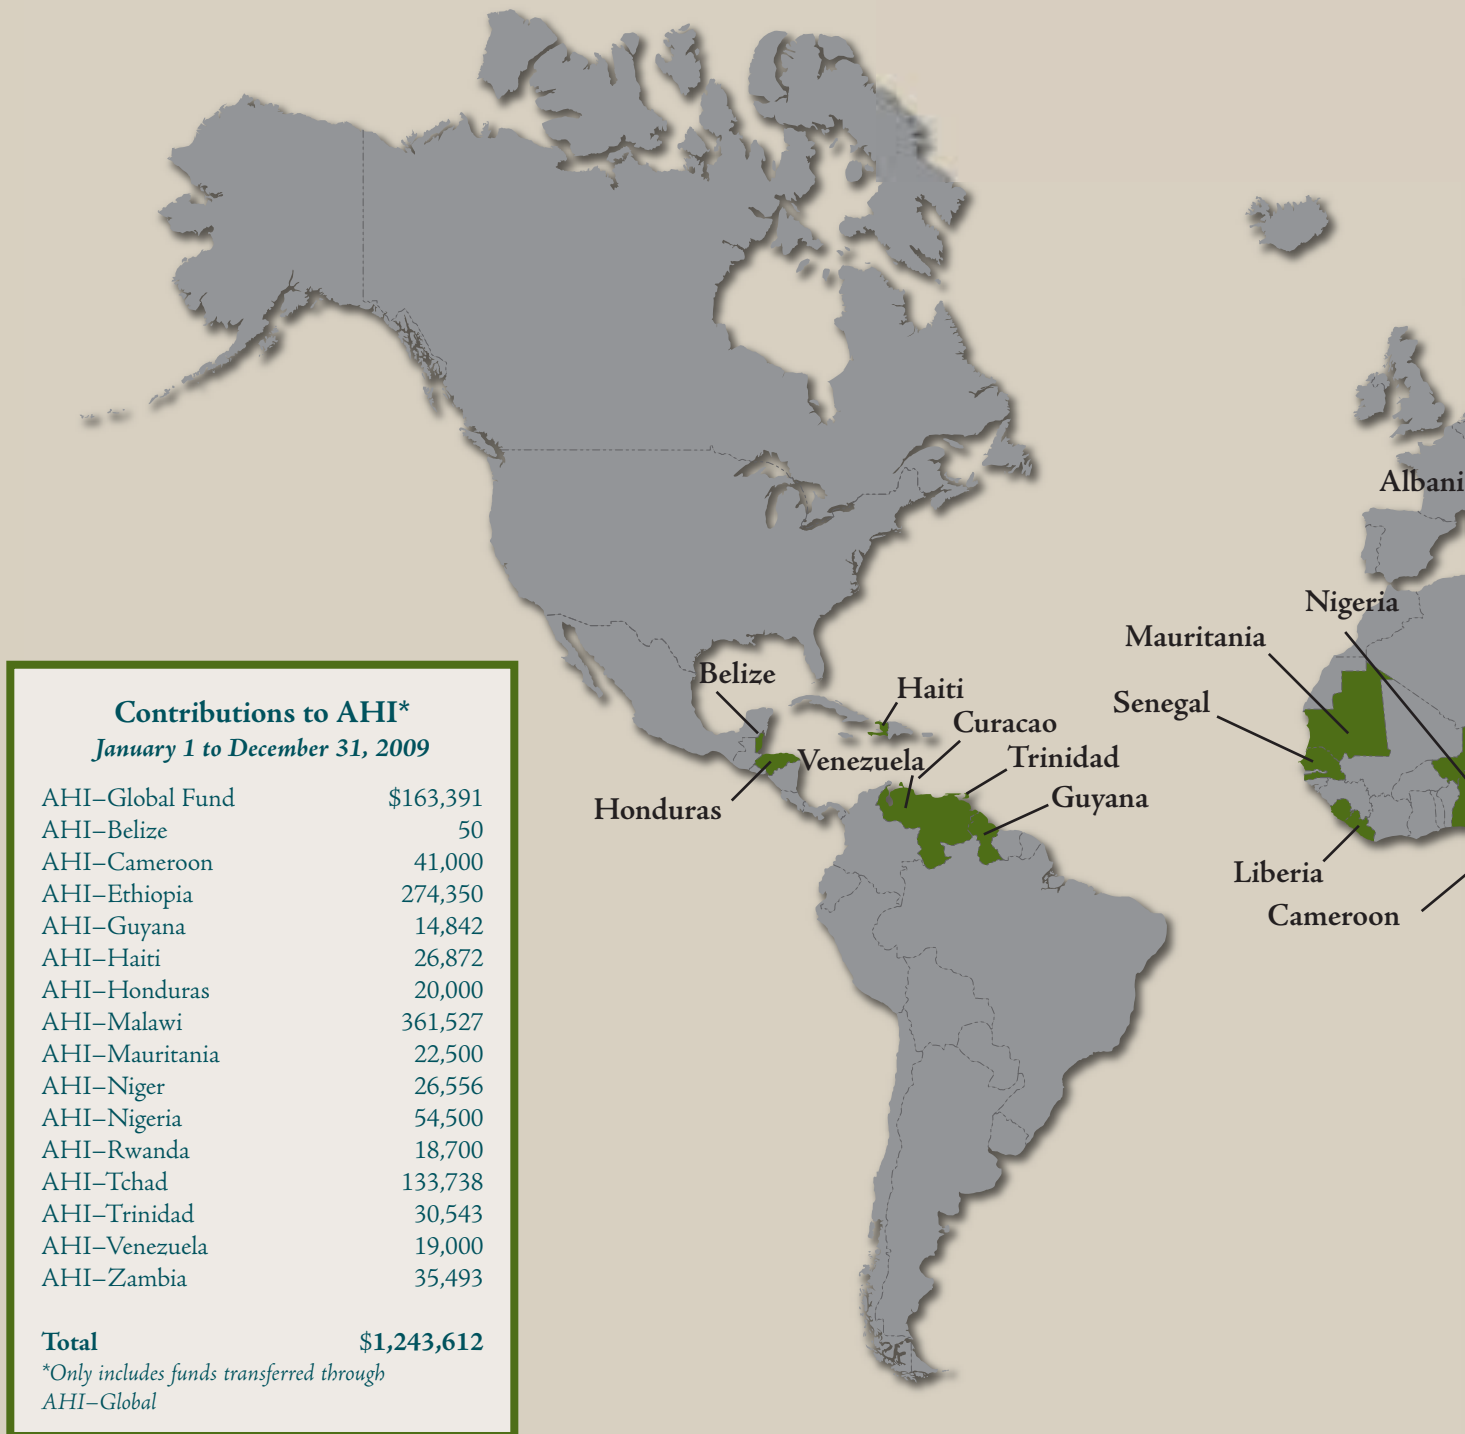 Albani
Nigeria
Mauritania
Belize
Haiti
Senegal
Curacao
Venezuela
Trinidad
Honduras
Guyana
Liberia
Cameroon
Contributions to AHI*
January 1 to December 31, 2009
AHI–Global Fund $163,391
AHI–Belize 50
AHI–Cameroon 41,000
AHI–Ethiopia 274,350
AHI–Guyana 14,842
AHI–Haiti 26,872
AHI–Honduras 20,000
AHI–Malawi 361,527
AHI–Mauritania 22,500
AHI–Niger 26,556
AHI–Nigeria 54,500
AHI–Rwanda 18,700
AHI–Tchad 133,738
AHI–Trinidad 30,543
AHI–Venezuela 19,000
AHI–Zambia 35,493
Total $1,243,612
*Only includes funds transferred through
AHI–Global